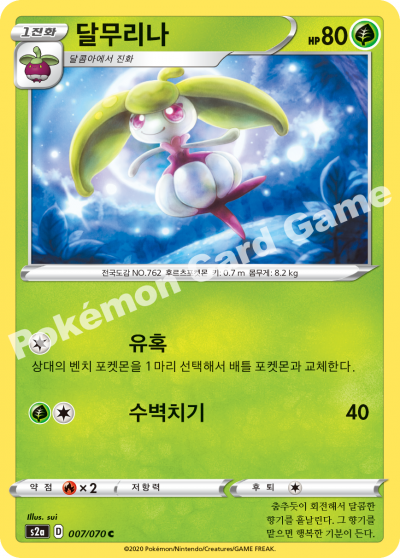 1진화
달무리나
HP 80
달콤아에서 진화
전국도감 NO.762 후르츠포켓몬 키: 0.7 m 몸무게: 8.2 kg
유혹
상대의 벤치 포켓몬을 1마리 선택해서 배틀 포켓몬과 교체한다.
수벽치기 40
약점 ×2 저항력 후퇴
Illus. sui
s2a D 007/070 C
춤추듯이 회전해서 달콤한
향기를 흩날린다. 그 향기를
맡으면 행복한 기분이 든다.
©2020 Pokémon/Nintendo/Creatures/GAME FREAK.
Pokémon Card Game